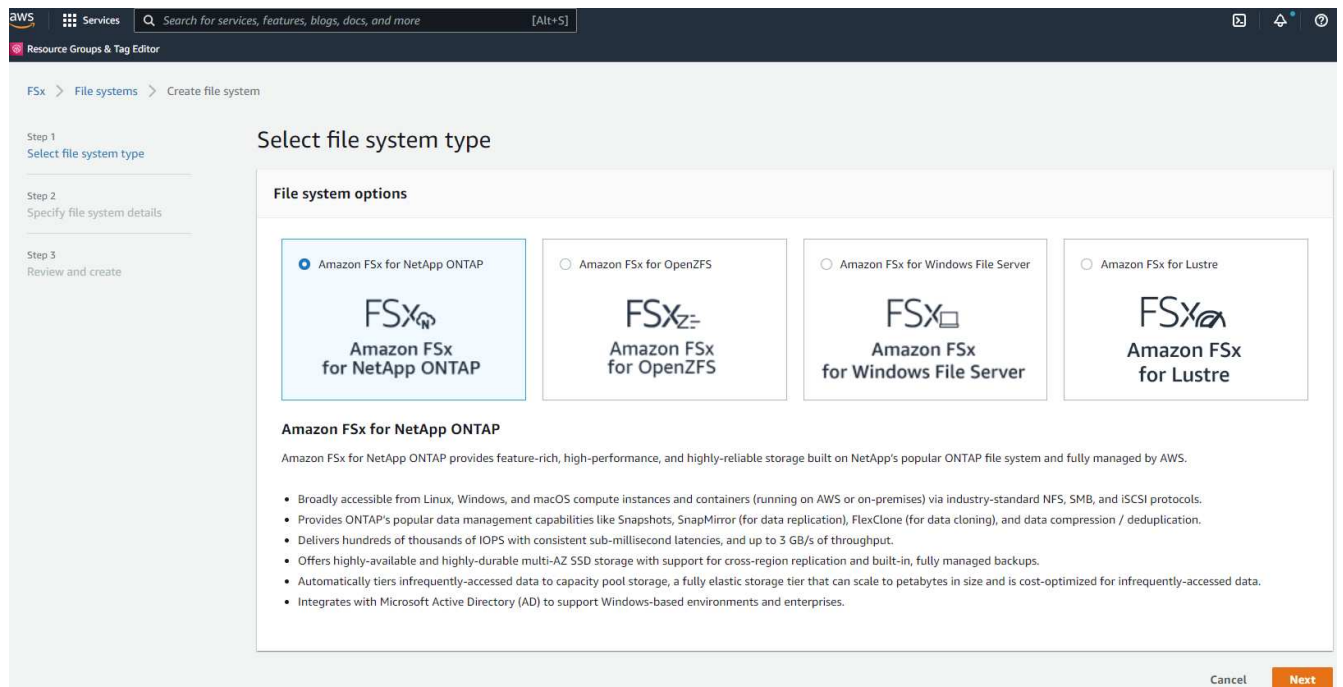 aws
Services
Search for services, features, blogs, docs, and more
[Alt+S]
Resource Groups & Tag Editor
FSx > File systems > Create file system
Step 1
Select file system type
Step 2
Specify file system details
Step 3
Review and create
Select file system type
File system options
Amazon FSx for NetApp ONTAP
FSx N
Amazon FSx
for NetApp ONTAP
Amazon FSx for OpenZFS
FSx Z
Amazon FSx
for OpenZFS
Amazon FSx for Windows File Server
FSx
Amazon FSx
for Windows File Server
Amazon FSx for Lustre
FSx
Amazon FSx
for Lustre
Amazon FSx for NetApp ONTAP
Amazon FSx for NetApp ONTAP provides feature-rich, high-performance, and highly-reliable storage built on NetApp's popular ONTAP file system and fully managed by AWS.
• Broadly accessible from Linux, Windows, and macOS compute instances and containers (running on AWS or on-premises) via industry-standard NFS, SMB, and iSCSI protocols.
• Provides ONTAP's popular data management capabilities like Snapshots, SnapMirror (for data replication), FlexClone (for data cloning), and data compression / deduplication.
• Delivers hundreds of thousands of IOPS with consistent sub-millisecond latencies, and up to 3 GB/s of throughput.
• Offers highly-available and highly-durable multi-AZ SSD storage with support for cross-region replication and built-in, fully managed backups.
• Automatically tiers infrequently-accessed data to capacity pool storage, a fully elastic storage tier that can scale to petabytes in size and is cost-optimized for infrequently-accessed data.
• Integrates with Microsoft Active Directory (AD) to support Windows-based environments and enterprises.
Cancel
Next